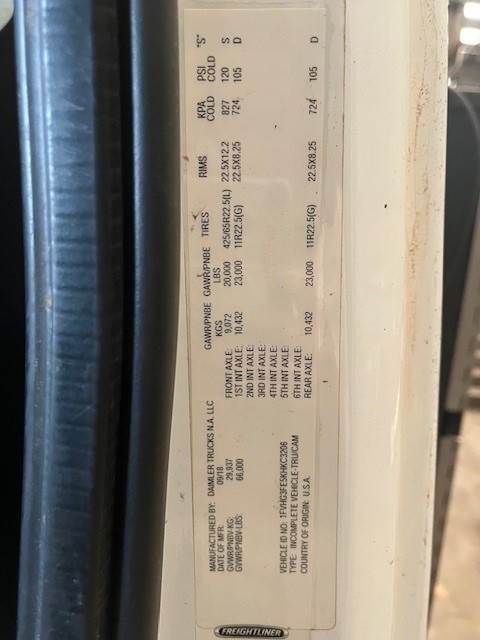 MANUFACTURED BY: DAIMLER TRUCKS N.A. LLC
DATE OF MFR: 09/18
GVWR/PNBV-KG: 29,937
GVWR/PNBV-LBS: 66,000
GAWR/PNBE KGS GAWR/PNBE LBS TIRES RIMS KPA COLD PSI COLD "S"
FRONT AXLE: 9,072 20,000 425/65R22.5(L) 22.5X12.2 827 120 S
1ST INT AXLE: 10,432 23,000 11R22.5(G) 22.5X8.25 724 105 D
2ND INT AXLE:
3RD INT AXLE:
4TH INT AXLE:
5TH INT AXLE:
6TH INT AXLE:
REAR AXLE: 10,432 23,000 11R22.5(G) 22.5X8.25 724 105 D
VEHICLE ID NO: 1FVHG3FE5KHKC3206
TYPE: INCOMPLETE VEHICLE-TRU/CAM
COUNTRY OF ORIGIN: U.S.A.
FREIGHTLINER